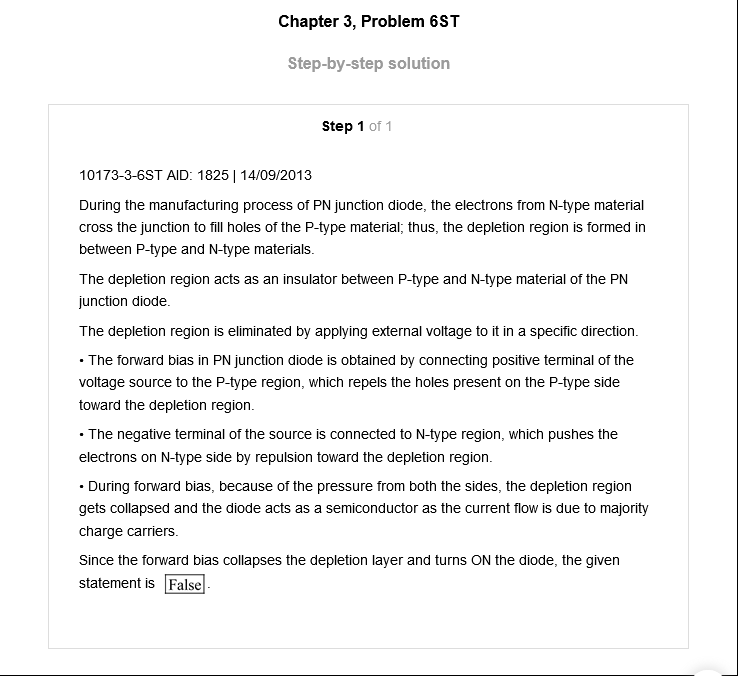 Chapter 3, Problem 6ST
Step-by-step solution
Step 1 of 1
10173-3-6ST AID: 1825 | 14/09/2013
During the manufacturing process of PN junction diode, the electrons from N-type material
cross the junction to fill holes of the P-type material; thus, the depletion region is formed in
between P-type and N-type materials.
The depletion region acts as an insulator between P-type and N-type material of the PN
junction diode.
The depletion region is eliminated by applying external voltage to it in a specific direction.
• The forward bias in PN junction diode is obtained by connecting positive terminal of the
voltage source to the P-type region, which repels the holes present on the P-type side
toward the depletion region.
• The negative terminal of the source is connected to N-type region, which pushes the
electrons on N-type side by repulsion toward the depletion region.
• During forward bias, because of the pressure from both the sides, the depletion region
gets collapsed and the diode acts as a semiconductor as the current flow is due to majority
charge carriers.
Since the forward bias collapses the depletion layer and turns ON the diode, the given
statement is False.